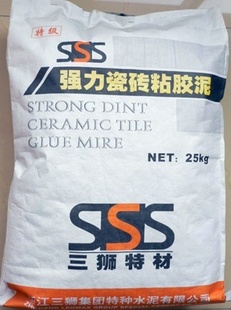 特级
SSS
强力瓷砖粘胶泥
STRONG DINT
CERAMIC TILE
GLUE MIRE
NET: 25kg
SSS
三狮特材
江三狮集团特种水泥有限公